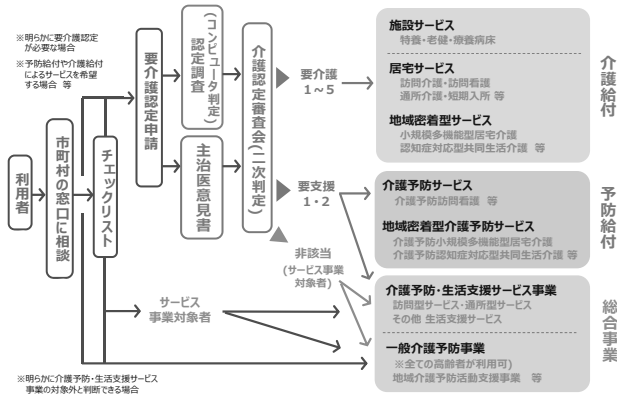 ※明らかに要介護認定
が必要な場合
※予防給付や介護給付
によるサービスを希望
する場合 等
利用者
市町村の窓口に相談
チェックリスト
要介護認定申請
認定調査
(コンピュータ判定)
主治医意見書
介護認定審査会(二次判定)
要介護
1~5
要支援
1・2
非該当
(サービス事業
対象者)
サービス
事業対象者
※明らかに介護予防・生活支援サービス
事業の対象外と判断できる場合
施設サービス
特養・老健・療養病床
居宅サービス
訪問介護・訪問看護
通所介護・短期入所 等
地域密着型サービス
小規模多機能型居宅介護
認知症対応型共同生活介護 等
介護給付
介護予防サービス
介護予防訪問看護 等
地域密着型介護予防サービス
介護予防小規模多機能型居宅介護
介護予防認知症対応型共同生活介護 等
予防給付
介護予防・生活支援サービス事業
訪問型サービス・通所型サービス
その他 生活支援サービス
一般介護予防事業
※全ての高齢者が利用可)
地域介護予防活動支援事業 等
総合事業